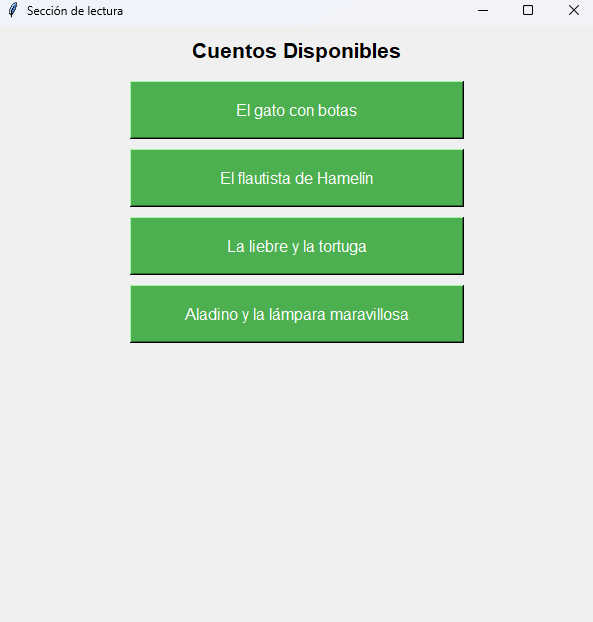 Sección de lectura
Cuentos Disponibles
El gato con botas
El flautista de Hamelín
La liebre y la tortuga
Aladino y la lámpara maravillosa